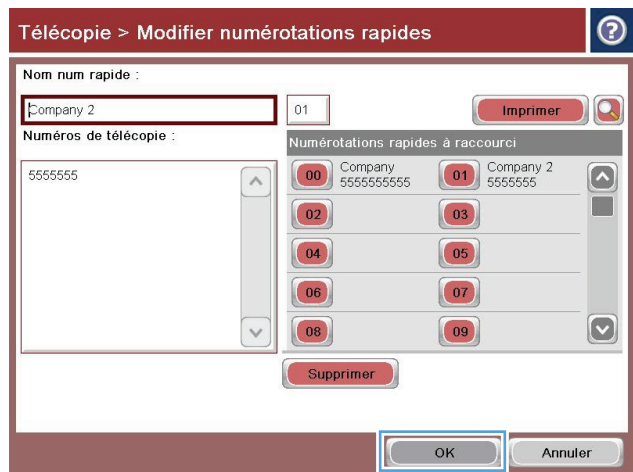 Télécopie > Modifier numérotations rapides
?
Nom num rapide :
Company 2
01
Imprimer
Numéros de télécopie :
5555555
Numérotations rapides à raccourci
00 Company 01 Company 2
5555555555 5555555
02 03
04 05
06 07
08 09
Supprimer
OK Annuler